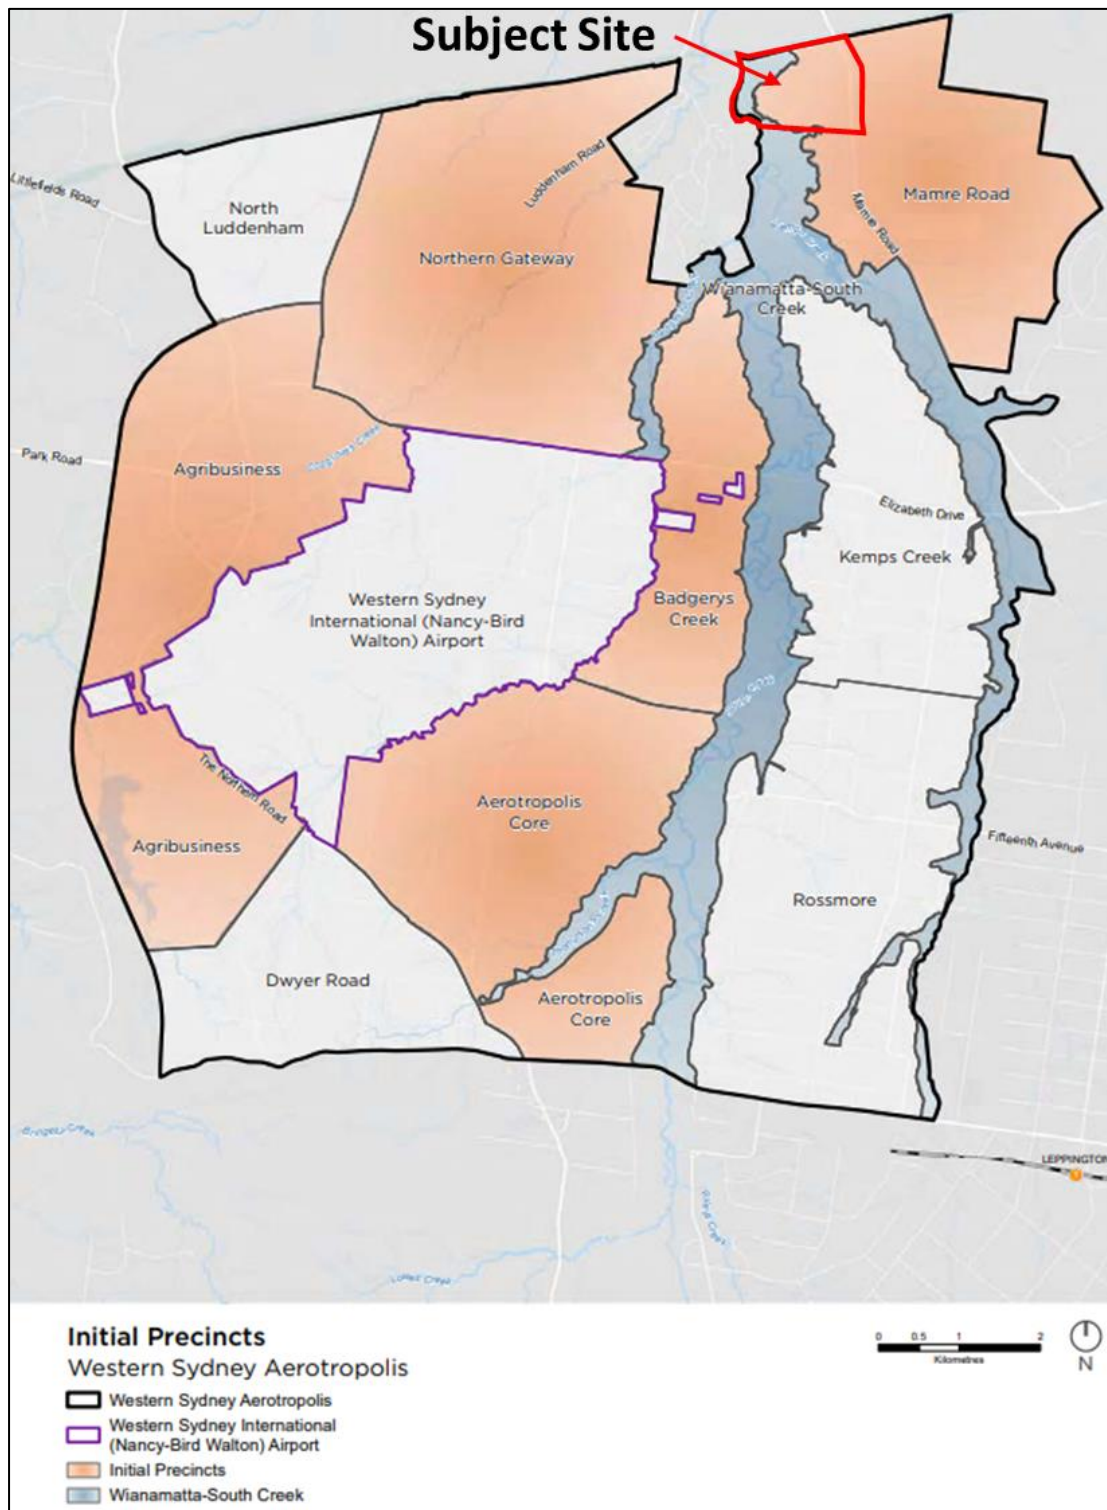 Subject Site
Littlefields Road
North
Luddenham
Luddenham Road
Northern Gateway
Mamre Road
Mamre Road
Wianamatta-South
Creek
Park Road
Agribusiness
Elizabeth Drive
Kemps Creek
Western Sydney
International (Nancy-Bird
Walton) Airport
Badgerys
Creek
The Northern Road
Agribusiness
Aerotropolis
Core
Fifteenth Avenue
Rossmore
Dwyer Road
Aerotropolis
Core
LEPPINGTON
Initial Precincts
Western Sydney Aerotropolis
Western Sydney Aerotropolis
Western Sydney International
(Nancy-Bird Walton) Airport
Initial Precincts
Wianamatta-South Creek
0 0.5 1 2
Kilometres
N